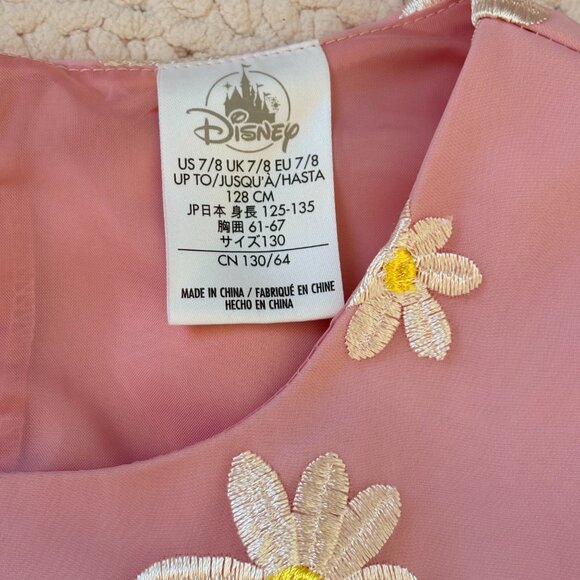 Disney
US 7/8 UK 7/8 EU 7/8
UP TO/JUSQU'À/HASTA
128 CM
JP日本 身長 125-135
胸囲 61-67
サイズ130
CN 130/64
MADE IN CHINA / FABRIQUÉ EN CHINE
HECHO EN CHINA